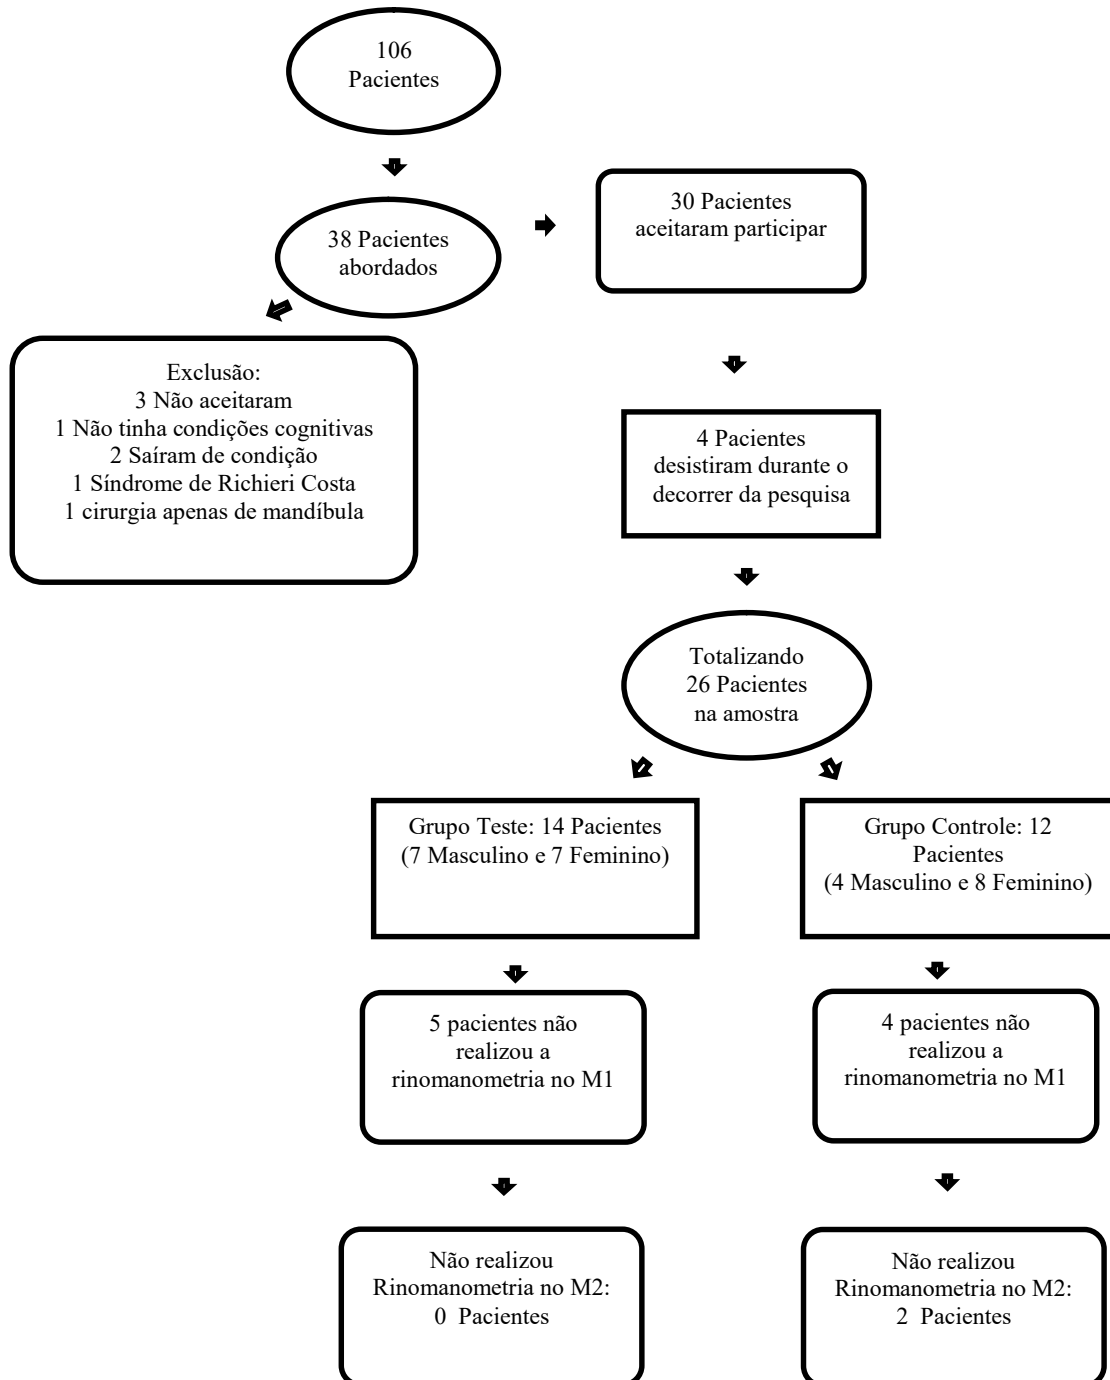 106
Pacientes
38 Pacientes
abordados
30 Pacientes
aceitaram participar
Exclusão:
3 Não aceitaram
1 Não tinha condições cognitivas
2 Saíram de condição
1 Síndrome de Richieri Costa
1 cirurgia apenas de mandíbula
4 Pacientes
desistiram durante o
decorrer da pesquisa
Totalizando
26 Pacientes
na amostra
Grupo Teste: 14 Pacientes
(7 Masculino e 7 Feminino)
Grupo Controle: 12
Pacientes
(4 Masculino e 8 Feminino)
5 pacientes não
realizou a
rinomanometria no M1
4 pacientes não
realizou a
rinomanometria no M1
Não realizou
Rinomanometria no M2:
0 Pacientes
Não realizou
Rinomanometria no M2:
2 Pacientes